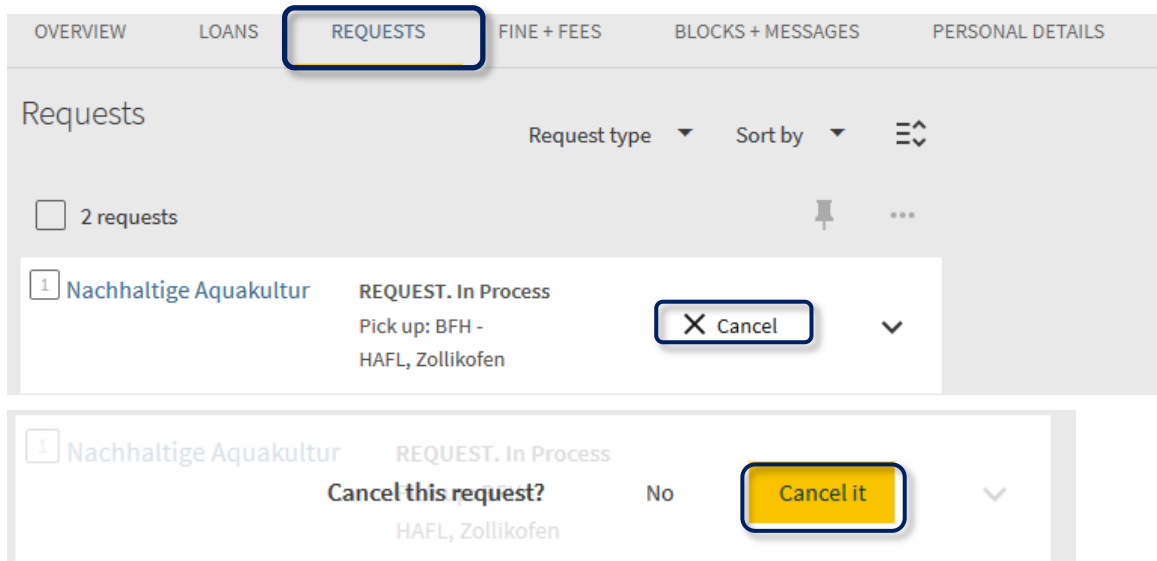 OVERVIEW LOANS REQUESTS FINE + FEES BLOCKS + MESSAGES PERSONAL DETAILS
Requests
Request type Sort by
2 requests
1 Nachhaltige Aquakultur REQUEST. In Process
Pick up: BFH - Cancel
HAFL, Zollikofen
1 Nachhaltige Aquakultur REQUEST. In Process
Cancel this request? No Cancel it
HAFL, Zollikofen